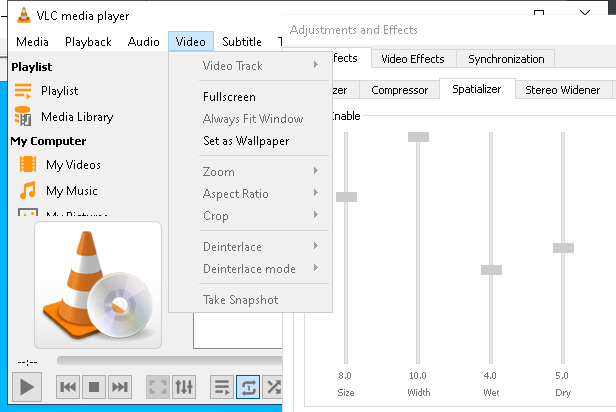 VLC media player
Adjustments and Effects
Media Playback Audio Video Subtitle T
Playlist
Playlist
Media Library
My Computer
My Videos
My Music
My Pictures
Video Track
Fullscreen
Always Fit Window
Set as Wallpaper
Zoom
Aspect Ratio
Crop
Deinterlace
Deinterlace mode
Take Snapshot
ffects Video Effects Synchronization
zer Compressor Spatializer Stereo Widener
Enable
8.0 10.0 4.0 5.0
Size Width Wet Dry
--:--